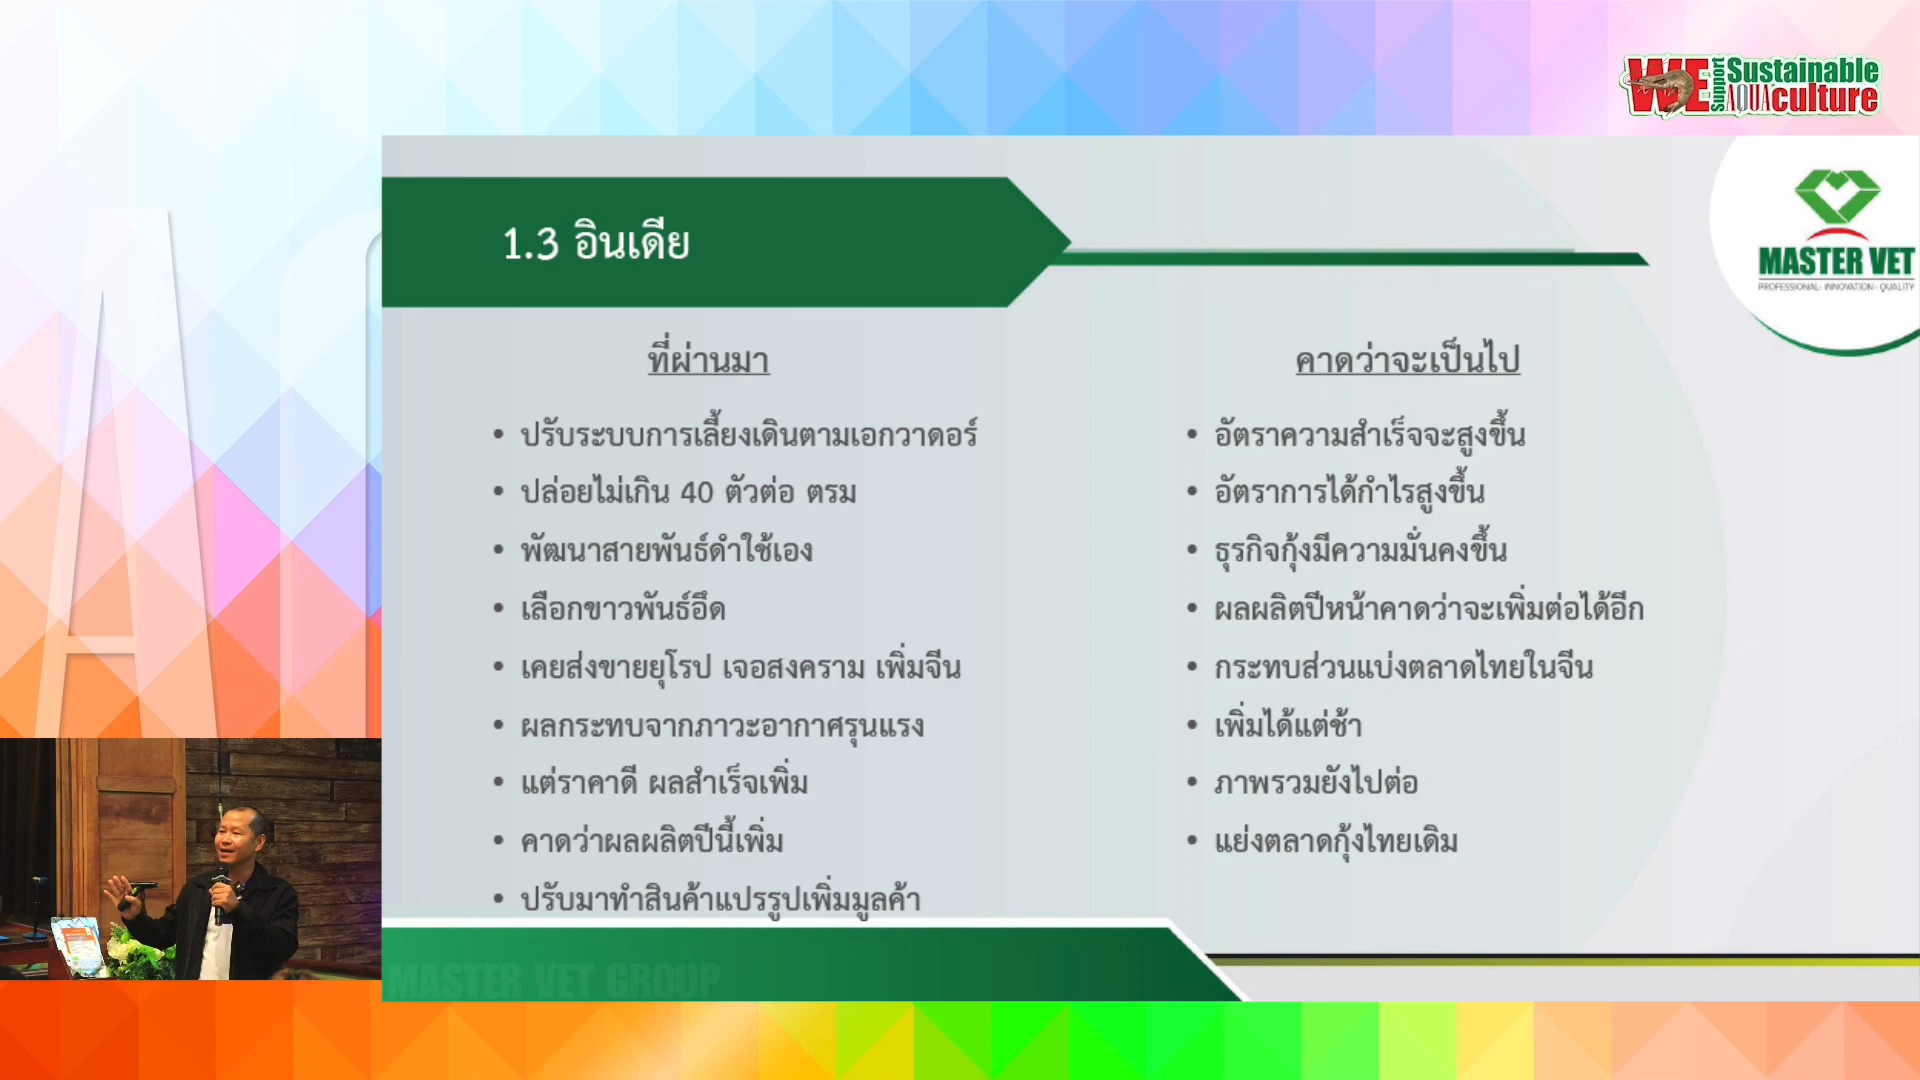 WE Support Sustainable AQUAculture
1.3 อินเดีย
MASTER VET
PROFESSIONAL- INNOVATION- QUALITY
ที่ผ่านมา
• ปรับระบบการเลี้ยงเดินตามเอกวาดอร์
• ปล่อยไม่เกิน 40 ตัวต่อ ตรม
• พัฒนาสายพันธ์ดำใช้เอง
• เลือกขาวพันธ์อึด
• เคยส่งขายยุโรป เจอสงคราม เพิ่มจีน
• ผลกระทบจากภาวะอากาศรุนแรง
• แต่ราคาดี ผลสำเร็จเพิ่ม
• คาดว่าผลผลิตปีนี้เพิ่ม
• ปรับมาทำสินค้าแปรรูปเพิ่มมูลค้า
คาดว่าจะเป็นไป
• อัตราความสำเร็จจะสูงขึ้น
• อัตราการได้กำไรสูงขึ้น
• ธุรกิจกุ้งมีความมั่นคงขึ้น
• ผลผลิตปีหน้าคาดว่าจะเพิ่มต่อได้อีก
• กระทบส่วนแบ่งตลาดไทยในจีน
• เพิ่มได้แต่ช้า
• ภาพรวมยังไปต่อ
• แย่งตลาดกุ้งไทยเดิม
MASTER VET GROUP